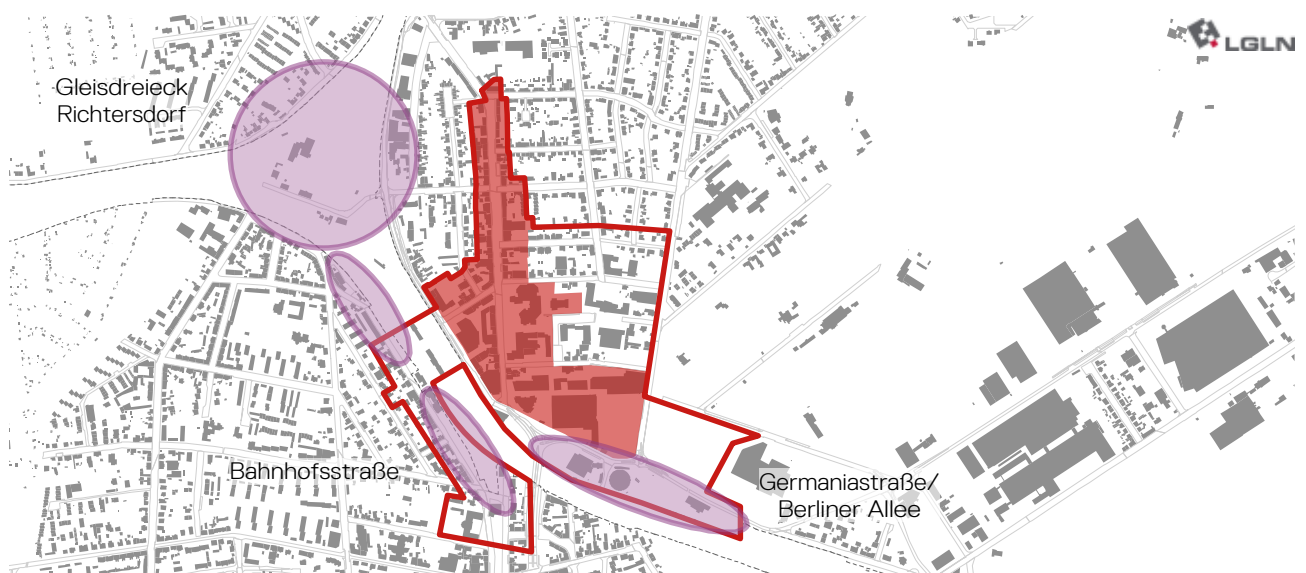 LGLN
Gleisdreieck
Richtersdorf
Bahnhofsstraße
Germaniastraße/
Berliner Allee